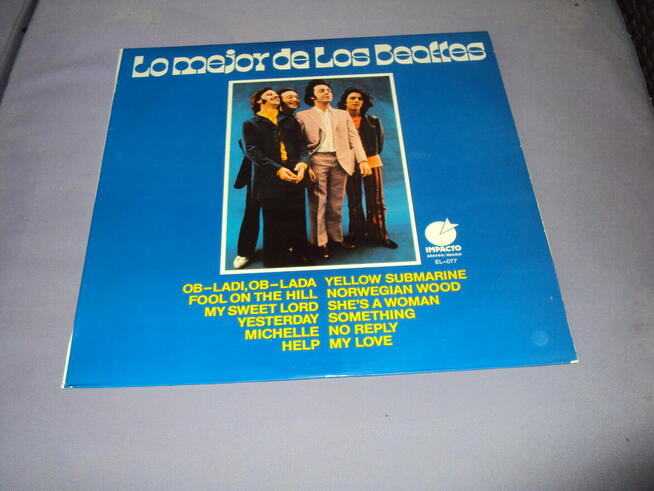 Lo mejor de Los Beatles
IMPACTO
stereo/mono
EL-077
OB-LADI, OB-LADA YELLOW SUBMARINE
FOOL ON THE HILL NORWEGIAN WOOD
MY SWEET LORD SHE'S A WOMAN
YESTERDAY SOMETHING
MICHELLE NO REPLY
HELP MY LOVE